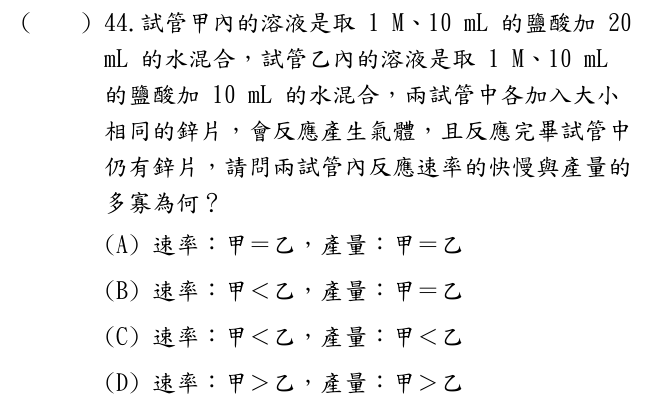 (　　) 44.試管甲內的溶液是取 1 M、10 mL 的鹽酸加 20
mL 的水混合，試管乙內的溶液是取 1 M、10 mL
的鹽酸加 10 mL 的水混合，兩試管中各加入大小
相同的鋅片，會反應產生氣體，且反應完畢試管中
仍有鋅片，請問兩試管內反應速率的快慢與產量的
多寡為何？
(A) 速率：甲＝乙，產量：甲＝乙
(B) 速率：甲＜乙，產量：甲＝乙
(C) 速率：甲＜乙，產量：甲＜乙
(D) 速率：甲＞乙，產量：甲＞乙